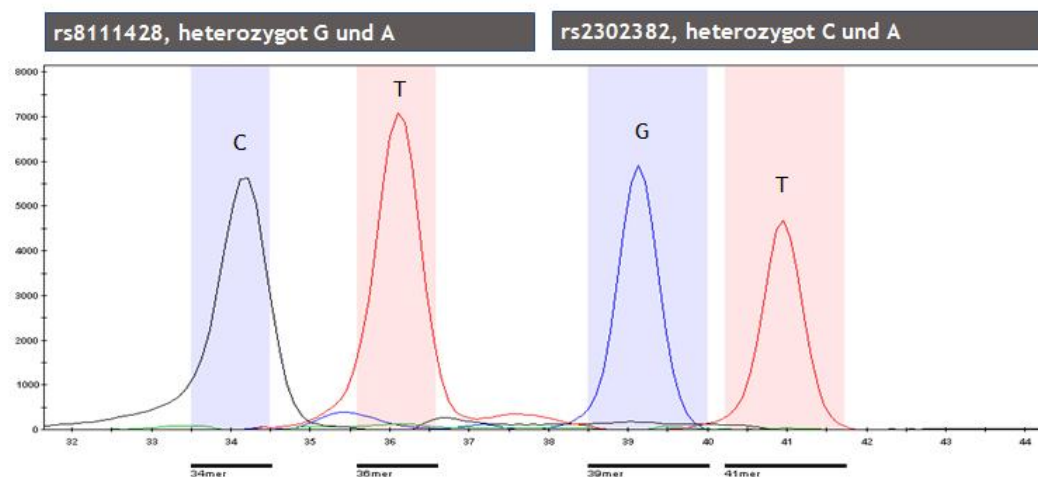 rs8111428, heterozygot G und A
rs2302382, heterozygot C und A
8000
7000
6000
5000
4000
3000
2000
1000
0
C
T
G
T
32 33 34 35 36 37 38 39 40 41 42 43 44
34mer 36mer 39mer 41mer